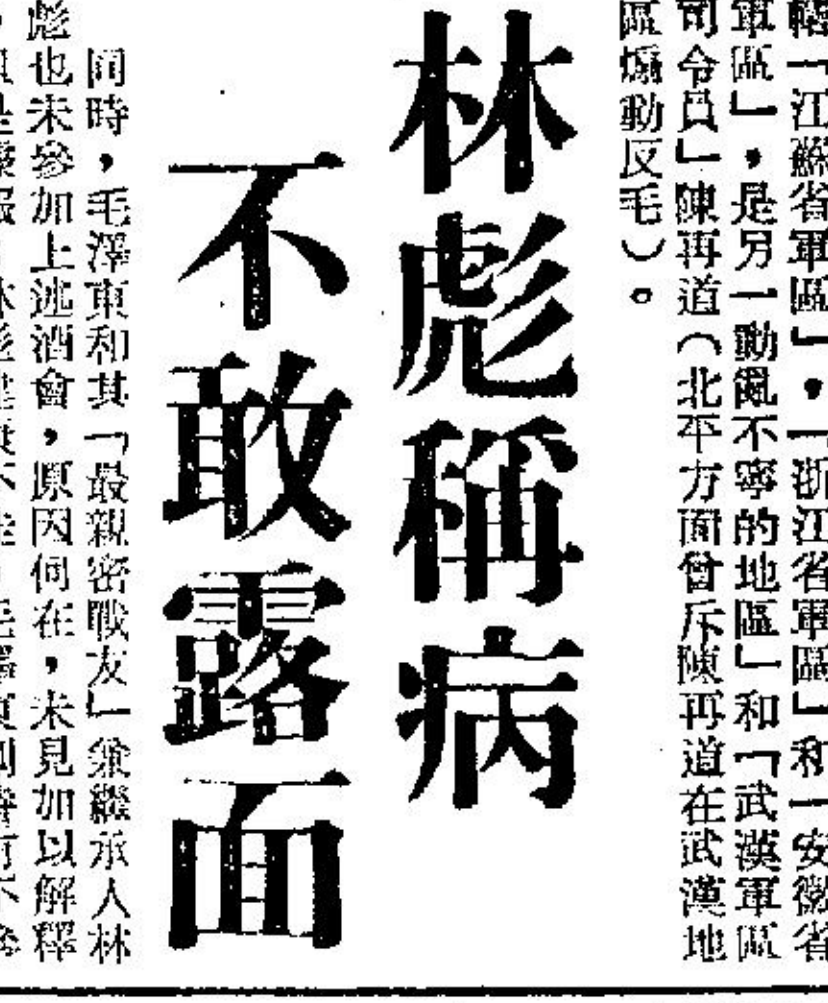 「江蘇省軍區」，「浙江省軍區」和「安徽省
軍區」，是另一動亂不寧的地區」和「武漢軍區
司令員」陳再道（北平方面曾斥陳再道在武漢地
區煽動反毛）。
林彪稱病
不敢露面
同時，毛澤東和其「最親密戰友」兼繼承人林
彪也未參加上述酒會，原因何在，未見加以解釋